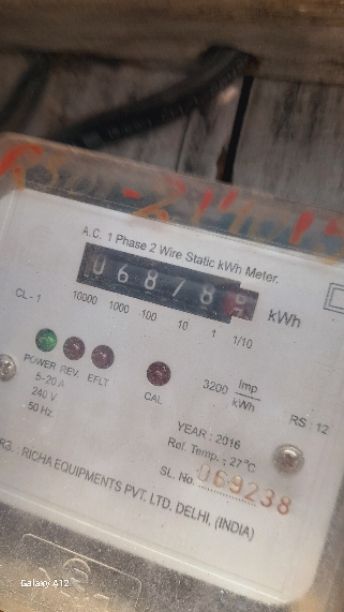 A.C. 1 Phase 2 Wire Static kWh Meter.
06878
kWh
CL - 1
10000 1000 100 10 1 1/10
POWER REV. EFLT
CAL
5-20 A
240 V
50 Hz.
3200 Imp
kWh
RS : 12
YEAR : 2016
Ref. Temp. : 27°C
SL. No. 069238
RICHA EQUIPMENTS PVT. LTD. DELHI, (INDIA)
Galaxy A12